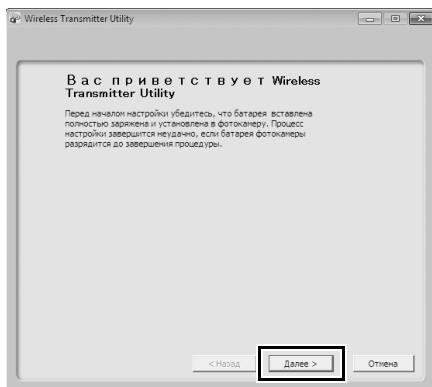 Wireless Transmitter Utility
Вас приветствует Wireless
Transmitter Utility
Перед началом настройки убедитесь, что батарея вставлена
полностью заряжена и установлена в фотокамеру. Процесс
настройки завершится неудачно, если батарея фотокамеры
разрядится до завершения процедуры.
< Назад
Далее >
Отмена